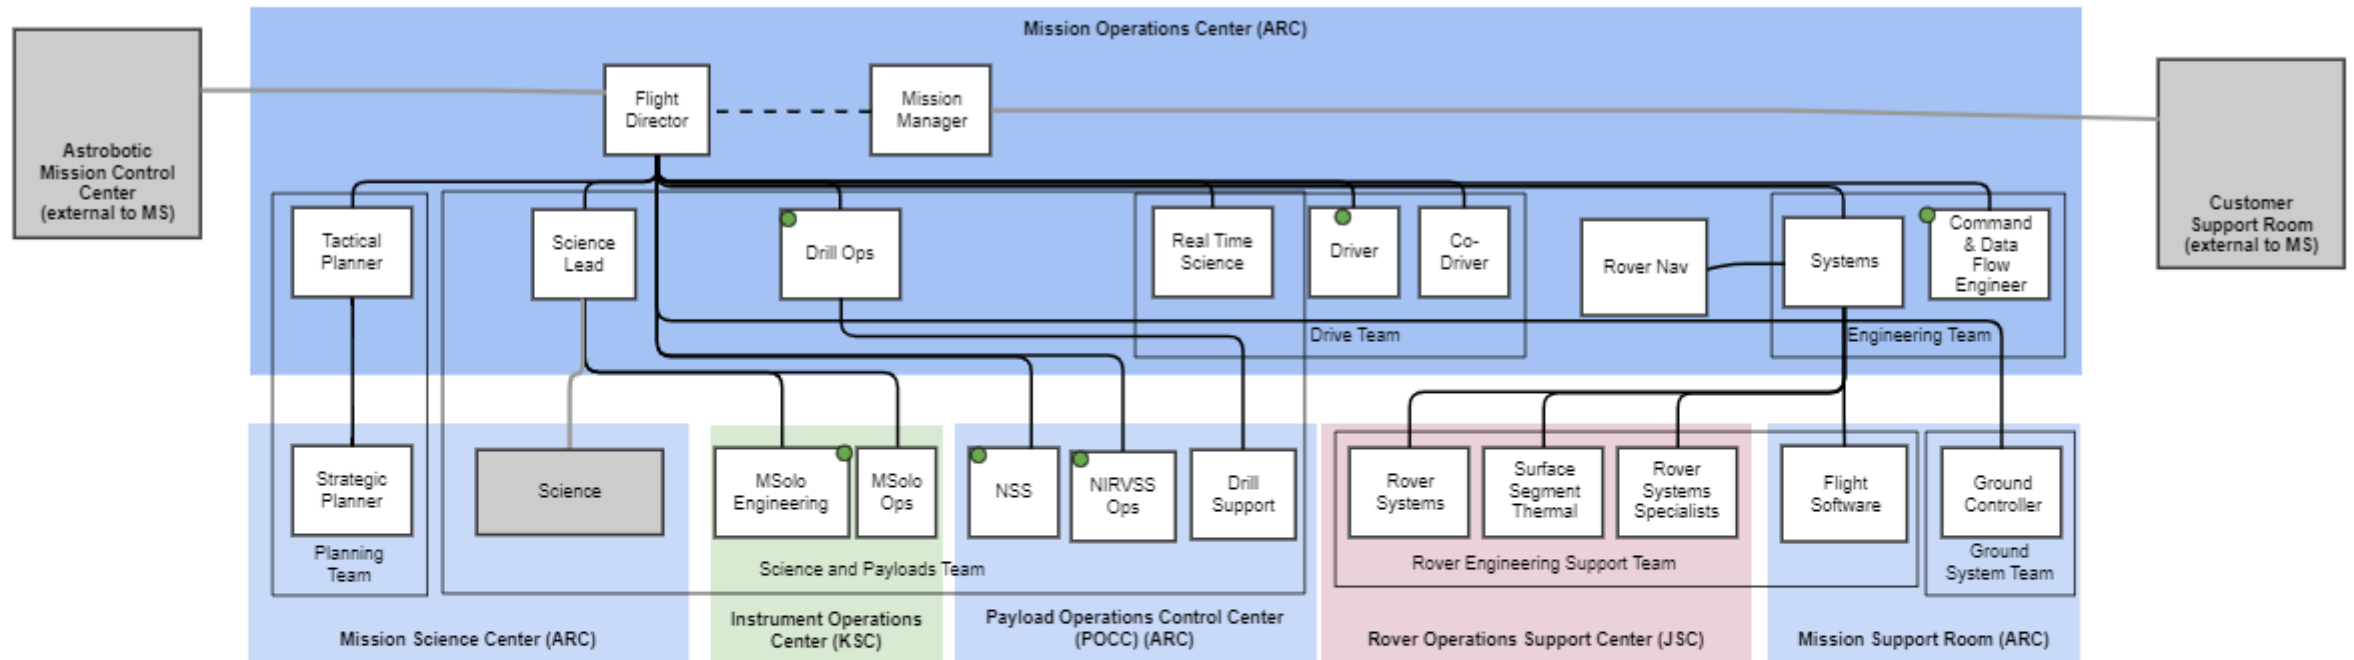 Mission Operations Center (ARC)
Astrobotic
Mission Control
Center
(external to MS)
Flight
Director
Mission
Manager
Customer
Support Room
(external to MS)
Tactical
Planner
Science
Lead
Drill Ops
Real Time
Science
Driver
Co-
Driver
Rover Nav
Systems
Command
& Data
Flow
Engineer
Drive Team
Engineering Team
Strategic
Planner
Planning
Team
Science
MSolo
Engineering
MSolo
Ops
NSS
NIRVSS
Ops
Drill
Support
Science and Payloads Team
Rover
Systems
Surface
Segment
Thermal
Rover
Systems
Specialists
Flight
Software
Rover Engineering Support Team
Ground
Controller
Ground
System Team
Mission Science Center (ARC)
Instrument Operations
Center (KSC)
Payload Operations Control Center
(POCC) (ARC)
Rover Operations Support Center (JSC)
Mission Support Room (ARC)